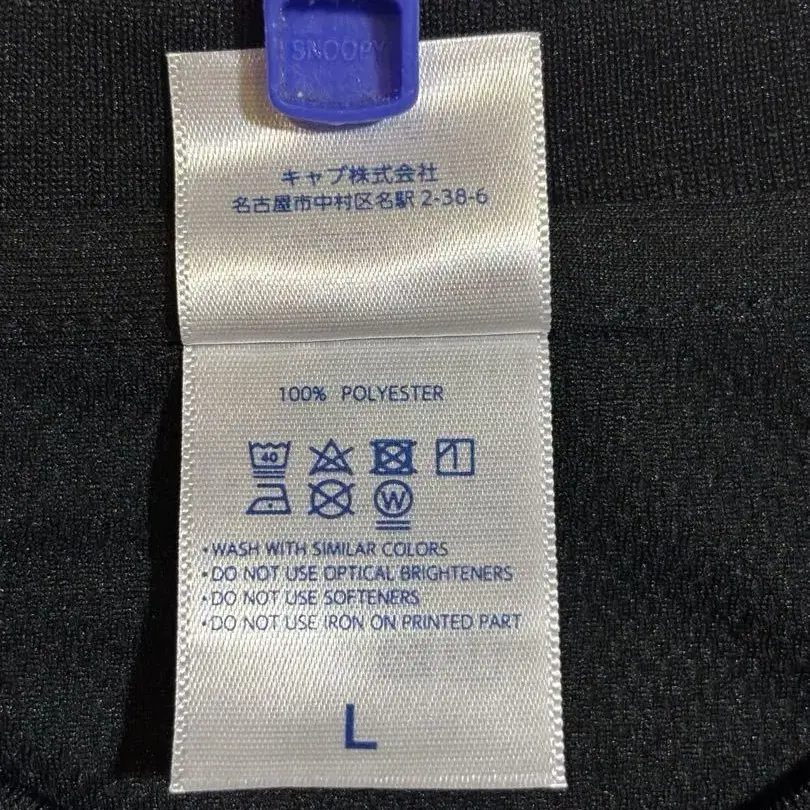 SNOOPY
キャブ株式会社
名古屋市中村区名駅 2-38-6
100% POLYESTER
40
W
・WASH WITH SIMILAR COLORS
・DO NOT USE OPTICAL BRIGHTENERS
・DO NOT USE SOFTENERS
・DO NOT USE IRON ON PRINTED PART
L